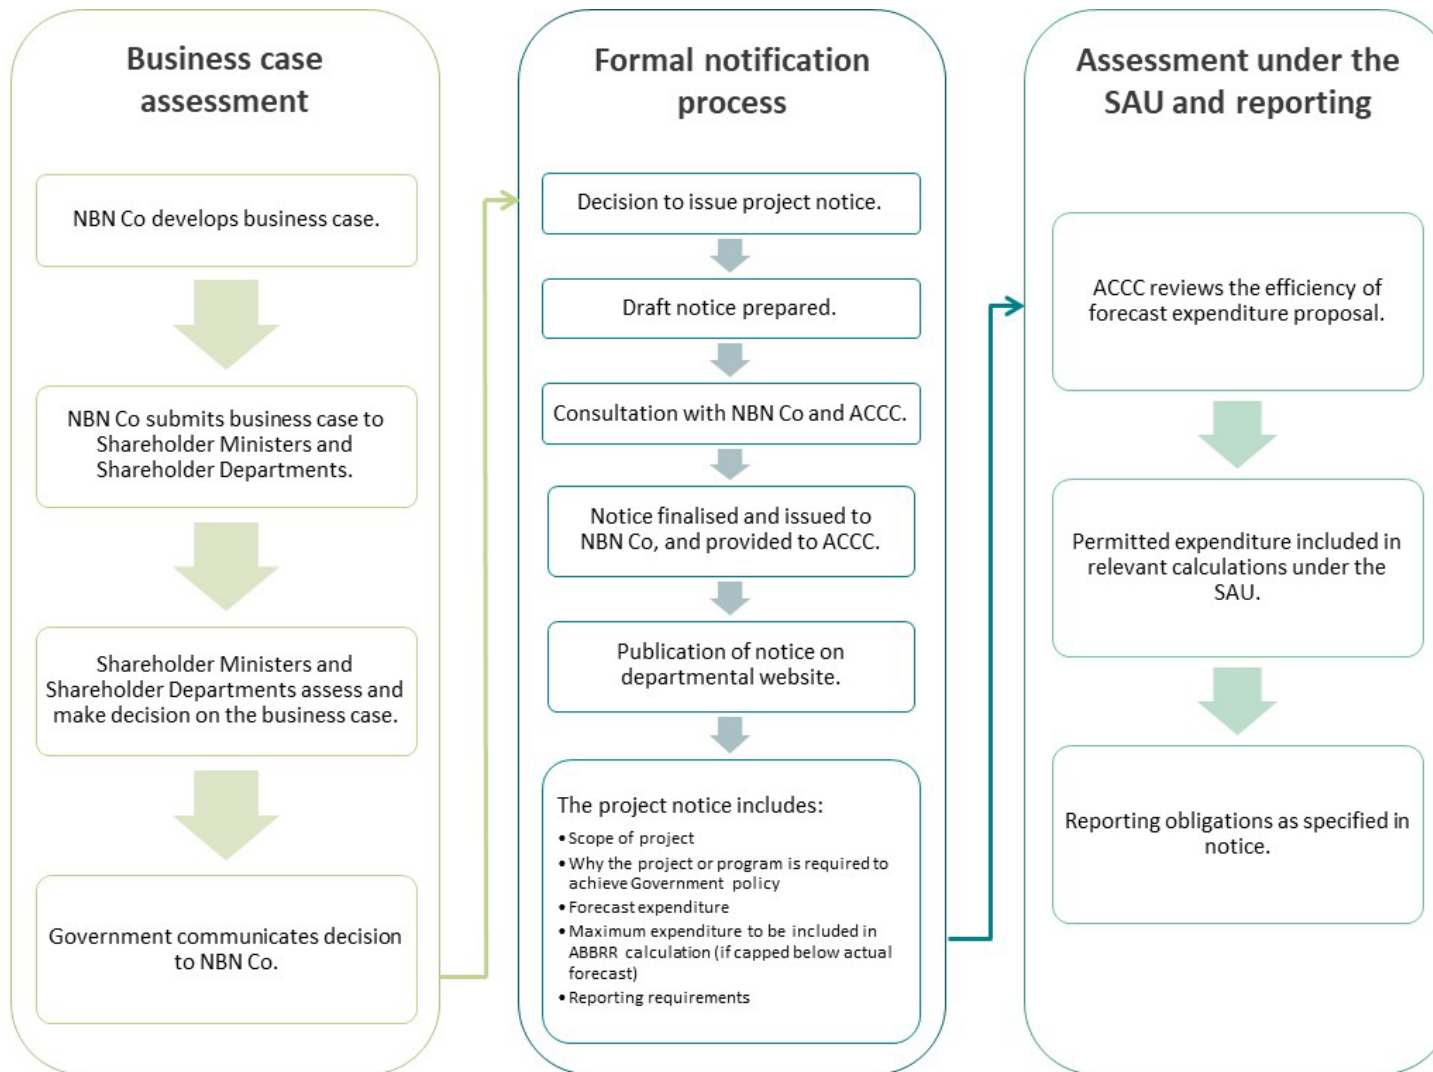 Business case
assessment
NBN Co develops business case.
NBN Co submits business case to
Shareholder Ministers and
Shareholder Departments.
Shareholder Ministers and
Shareholder Departments assess and
make decision on the business case.
Government communicates decision
to NBN Co.
Formal notification
process
Decision to issue project notice.
Draft notice prepared.
Consultation with NBN Co and ACCC.
Notice finalised and issued to
NBN Co, and provided to ACCC.
Publication of notice on
departmental website.
The project notice includes:
• Scope of project
• Why the project or program is required to
achieve Government policy
• Forecast expenditure
• Maximum expenditure to be included in
ABBRR calculation (if capped below actual
forecast)
• Reporting requirements
Assessment under the
SAU and reporting
ACCC reviews the efficiency of
forecast expenditure proposal.
Permitted expenditure included in
relevant calculations under the
SAU.
Reporting obligations as specified in
notice.